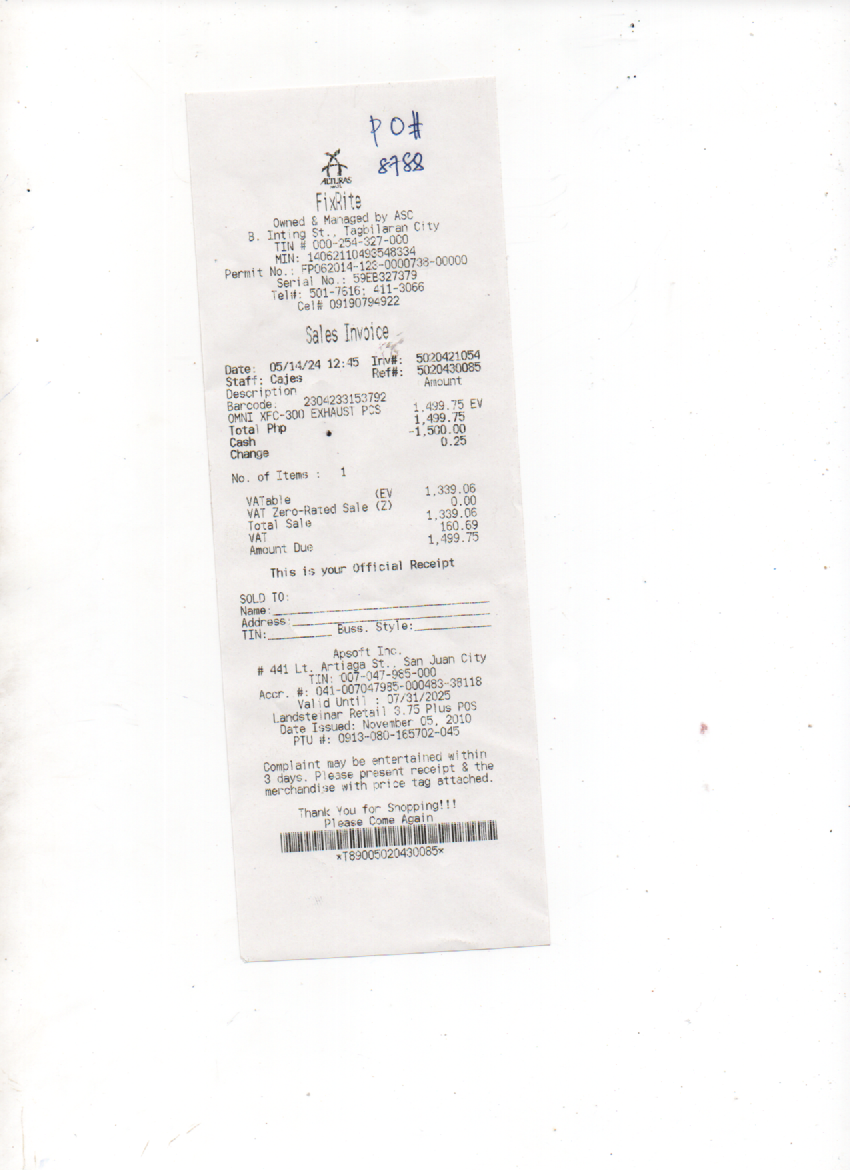 PO#
8788
ALTURAS
FixRite
Owned & Managed by ASC
B. Inting St., Tagbilaran City
TIN # 000-254-327-000
MIN: 14062110493548334
Permit No.: FP062014-123-0000738-00000
Serial No.: 59EB327379
Tel#: 501-7616; 411-3066
Cel# 09190794922
Sales Invoice
Date: 05/14/24 12:45 Inv#: 5020421054
Staff: Cajes Ref#: 5020430085
Description Amount
Barcode: 2304233153792
OMNI XFC-300 EXHAUST PCS 1,499.75 EV
Total Php 1,499.75
Cash -1,500.00
Change 0.25
No. of Items : 1
VATable (EV 1,339.06
VAT Zero-Rated Sale (Z) 0.00
Total Sale 1,339.06
VAT 160.69
Amount Due 1,499.75
This is your Official Receipt
SOLD TO:
Name:
Address:
TIN: Buss. Style:
Apsoft Inc.
# 441 Lt. Artiaga St., San Juan City
TIN: 007-047-985-000
Accr. #: 041-007047985-000483-38118
Valid Until : 07/31/2025
Landsteinar Retail 3.75 Plus POS
Date Issued: November 05, 2010
PTU #: 0913-080-165702-045
Complaint may be entertained within
3 days. Please present receipt & the
merchandise with price tag attached.
Thank You for Shopping!!!
Please Come Again
*T89005020430085*